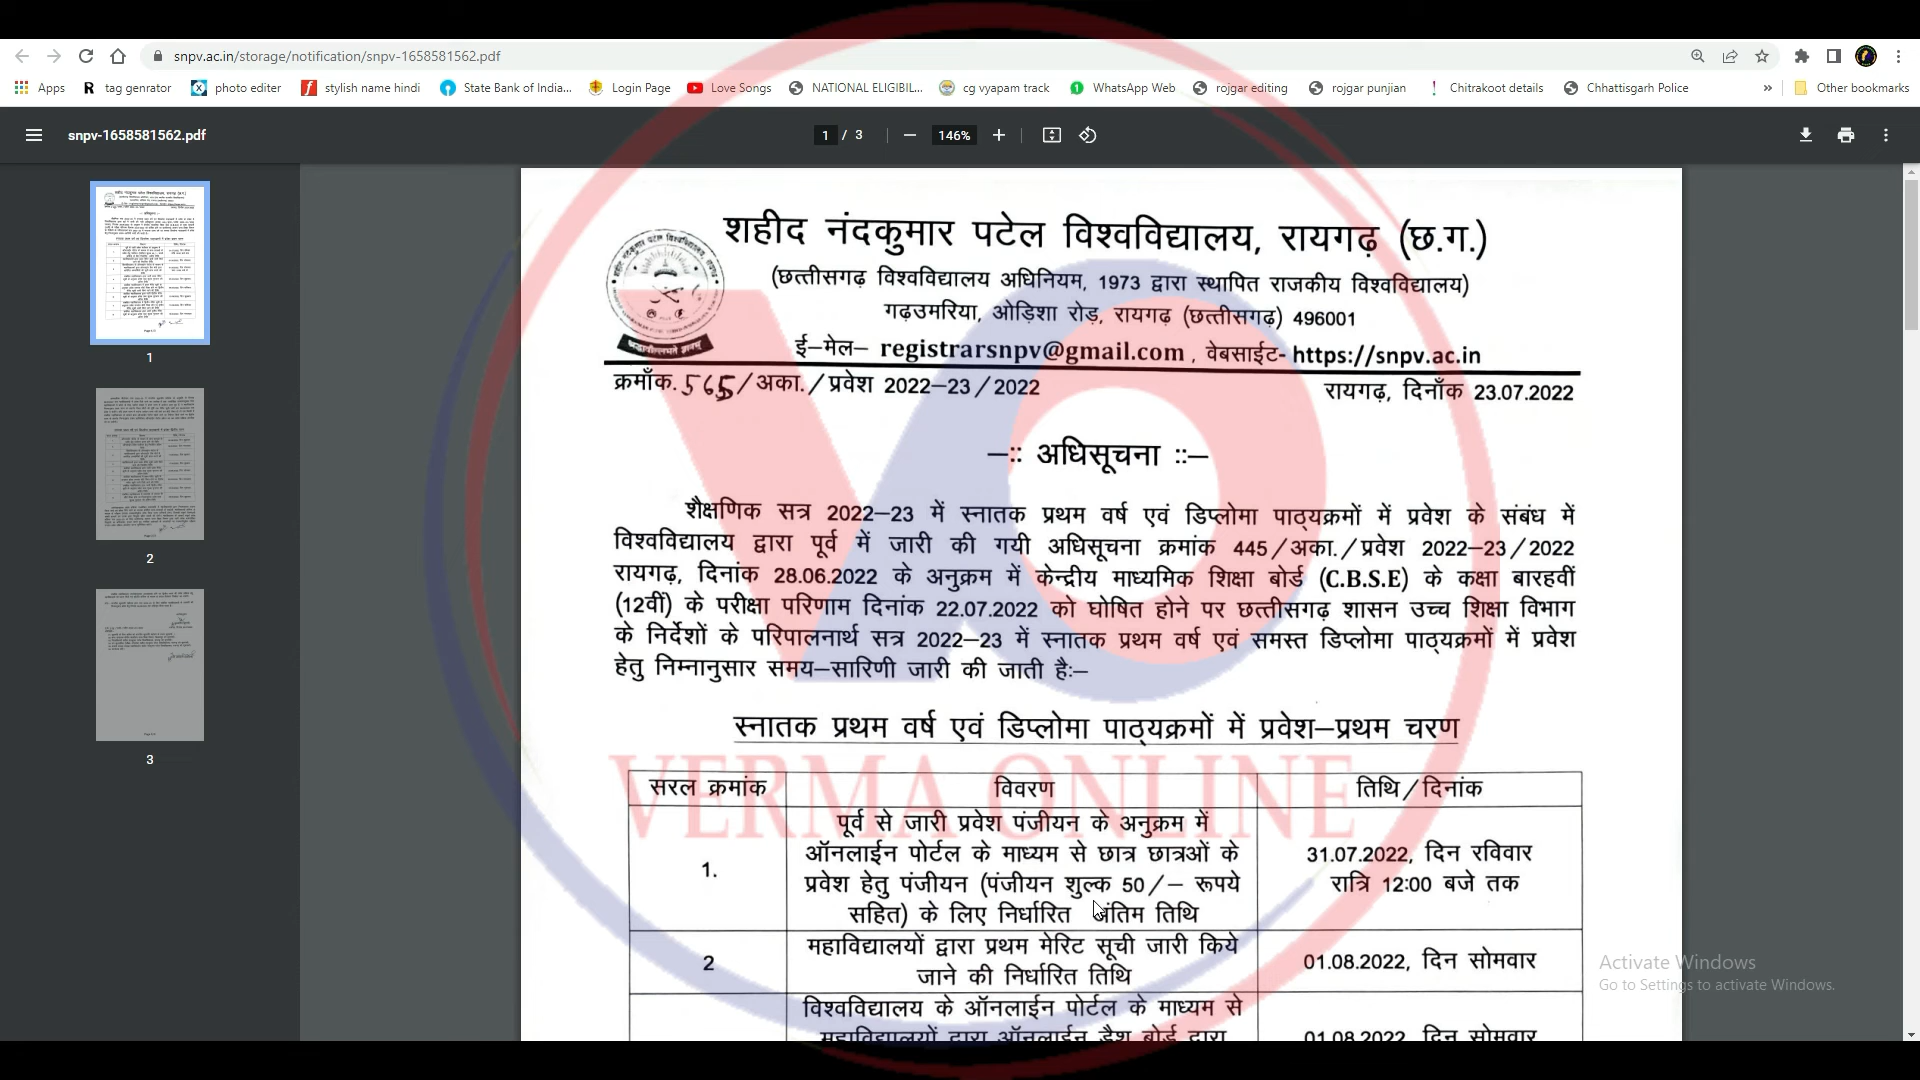 snpv.ac.in/storage/notification/snpv-1658581562.pdf
Apps tag genrator photo editer stylish name hindi State Bank of India... Login Page Love Songs NATIONAL ELIGIBIL... cg vyapam track WhatsApp Web rojgar editing rojgar punjian Chitrakoot details Chhattisgarh Police » Other bookmarks
snpv-1658581562.pdf 1 / 3 146%
शहीद नंदकुमार पटेल विश्वविद्यालय, रायगढ़ (छ.ग.)
(छत्तीसगढ़ विश्वविद्यालय अधिनियम, 1973 द्वारा स्थापित राजकीय विश्वविद्यालय)
गढ़उमरिया, ओड़िशा रोड़, रायगढ़ (छत्तीसगढ़) 496001
ई–मेल– registrarsnpv@gmail.com , वेबसाईट- https://snpv.ac.in
क्रमाँक. 565/अका./प्रवेश 2022–23/2022 रायगढ़, दिनाँक 23.07.2022
–:: अधिसूचना ::–
शैक्षणिक सत्र 2022–23 में स्नातक प्रथम वर्ष एवं डिप्लोमा पाठ्यक्रमों में प्रवेश के संबंध में
विश्वविद्यालय द्वारा पूर्व में जारी की गयी अधिसूचना क्रमांक 445/अका./प्रवेश 2022–23/2022
रायगढ़, दिनांक 28.06.2022 के अनुक्रम में केन्द्रीय माध्यमिक शिक्षा बोर्ड (C.B.S.E) के कक्षा बारहवीं
(12वीं) के परीक्षा परिणाम दिनांक 22.07.2022 को घोषित होने पर छत्तीसगढ़ शासन उच्च शिक्षा विभाग
के निर्देशों के परिपालनार्थ सत्र 2022–23 में स्नातक प्रथम वर्ष एवं समस्त डिप्लोमा पाठ्यक्रमों में प्रवेश
हेतु निम्नानुसार समय–सारिणी जारी की जाती है:–
स्नातक प्रथम वर्ष एवं डिप्लोमा पाठ्यक्रमों में प्रवेश–प्रथम चरण
VERMA ONLINE
सरल क्रमांक विवरण तिथि/दिनांक
1. पूर्व से जारी प्रवेश पंजीयन के अनुक्रम में
ऑनलाईन पोर्टल के माध्यम से छात्र छात्राओं के 31.07.2022, दिन रविवार
प्रवेश हेतु पंजीयन (पंजीयन शुल्क 50/– रूपये रात्रि 12:00 बजे तक
सहित) के लिए निर्धारित अंतिम तिथि
2 महाविद्यालयों द्वारा प्रथम मेरिट सूची जारी किये 01.08.2022, दिन सोमवार
जाने की निर्धारित तिथि
विश्वविद्यालय के ऑनलाईन पोर्टल के माध्यम से
महाविद्यालयों द्वारा ऑनलाईन डैश बोर्ड द्वारा 01.08.2022, दिन सोमवार
1
2
3
Activate Windows
Go to Settings to activate Windows.